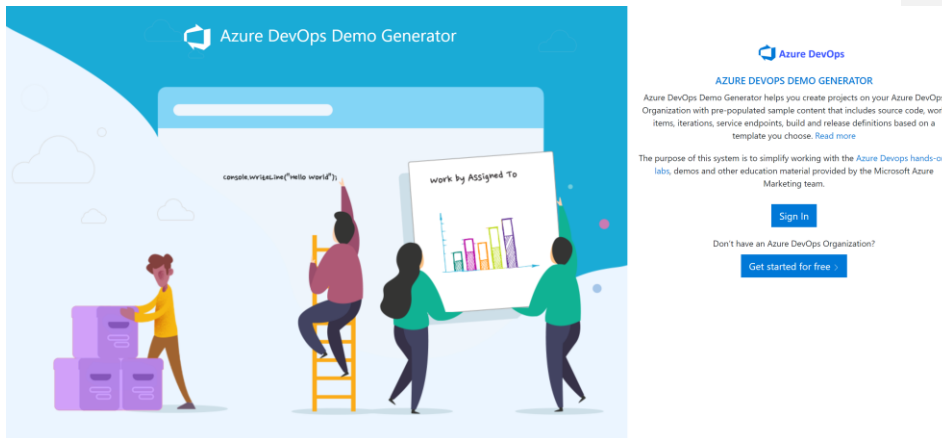 Azure DevOps Demo Generator
console.writeLine("Hello World");
Work by Assigned To
Azure DevOps
AZURE DEVOPS DEMO GENERATOR
Azure DevOps Demo Generator helps you create projects on your Azure DevOps
Organization with pre-populated sample content that includes source code, wor
items, iterations, service endpoints, build and release definitions based on a
template you choose. Read more
The purpose of this system is to simplify working with the Azure Devops hands-o
labs, demos and other education material provided by the Microsoft Azure
Marketing team.
Sign In
Don't have an Azure DevOps Organization?
Get started for free >